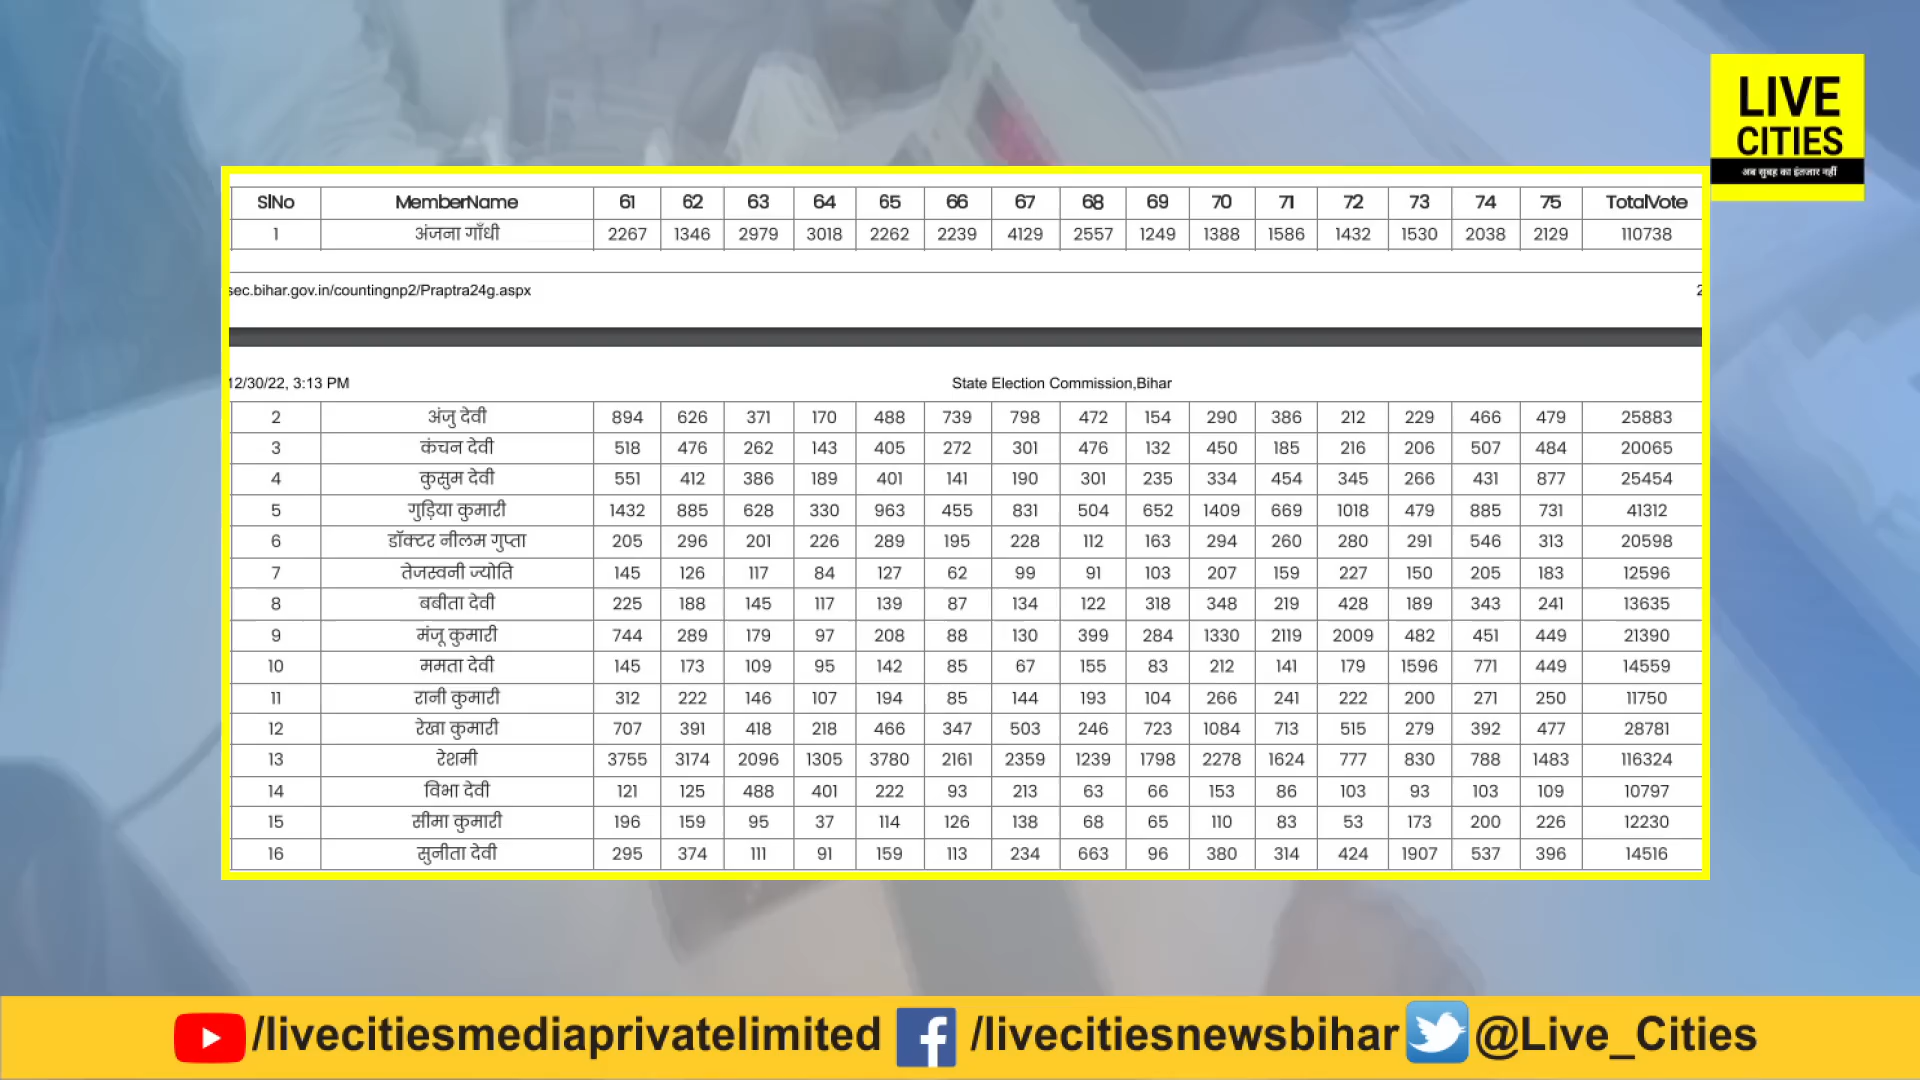 LIVE
CITIES
अब सुबह का इंतजार नहीं
SlNo MemberName 61 62 63 64 65 66 67 68 69 70 71 72 73 74 75 TotalVote
1 अंजना गाँधी 2267 1346 2979 3018 2262 2239 4129 2557 1249 1388 1586 1432 1530 2038 2129 110738
sec.bihar.gov.in/countingnp2/Praptra24g.aspx 2
12/30/22, 3:13 PM State Election Commission,Bihar
2 अंजु देवी 894 626 371 170 488 739 798 472 154 290 386 212 229 466 479 25883
3 कंचन देवी 518 476 262 143 405 272 301 476 132 450 185 216 206 507 484 20065
4 कुसुम देवी 551 412 386 189 401 141 190 301 235 334 454 345 266 431 877 25454
5 गुड़िया कुमारी 1432 885 628 330 963 455 831 504 652 1409 669 1018 479 885 731 41312
6 डॉक्टर नीलम गुप्ता 205 296 201 226 289 195 228 112 163 294 260 280 291 546 313 20598
7 तेजस्वनी ज्योति 145 126 117 84 127 62 99 91 103 207 159 227 150 205 183 12596
8 बबीता देवी 225 188 145 117 139 87 134 122 318 348 219 428 189 343 241 13635
9 मंजू कुमारी 744 289 179 97 208 88 130 399 284 1330 2119 2009 482 451 449 21390
10 ममता देवी 145 173 109 95 142 85 67 155 83 212 141 179 1596 771 449 14559
11 रानी कुमारी 312 222 146 107 194 85 144 193 104 266 241 222 200 271 250 11750
12 रेखा कुमारी 707 391 418 218 466 347 503 246 723 1084 713 515 279 392 477 28781
13 रेशमी 3755 3174 2096 1305 3780 2161 2359 1239 1798 2278 1624 777 830 788 1483 116324
14 विभा देवी 121 125 488 401 222 93 213 63 66 153 86 103 93 103 109 10797
15 सीमा कुमारी 196 159 95 37 114 126 138 68 65 110 83 53 173 200 226 12230
16 सुनीता देवी 295 374 111 91 159 113 234 663 96 380 314 424 1907 537 396 14516
/livecitiesmediaprivatelimited /livecitiesnewsbihar @Live_Cities